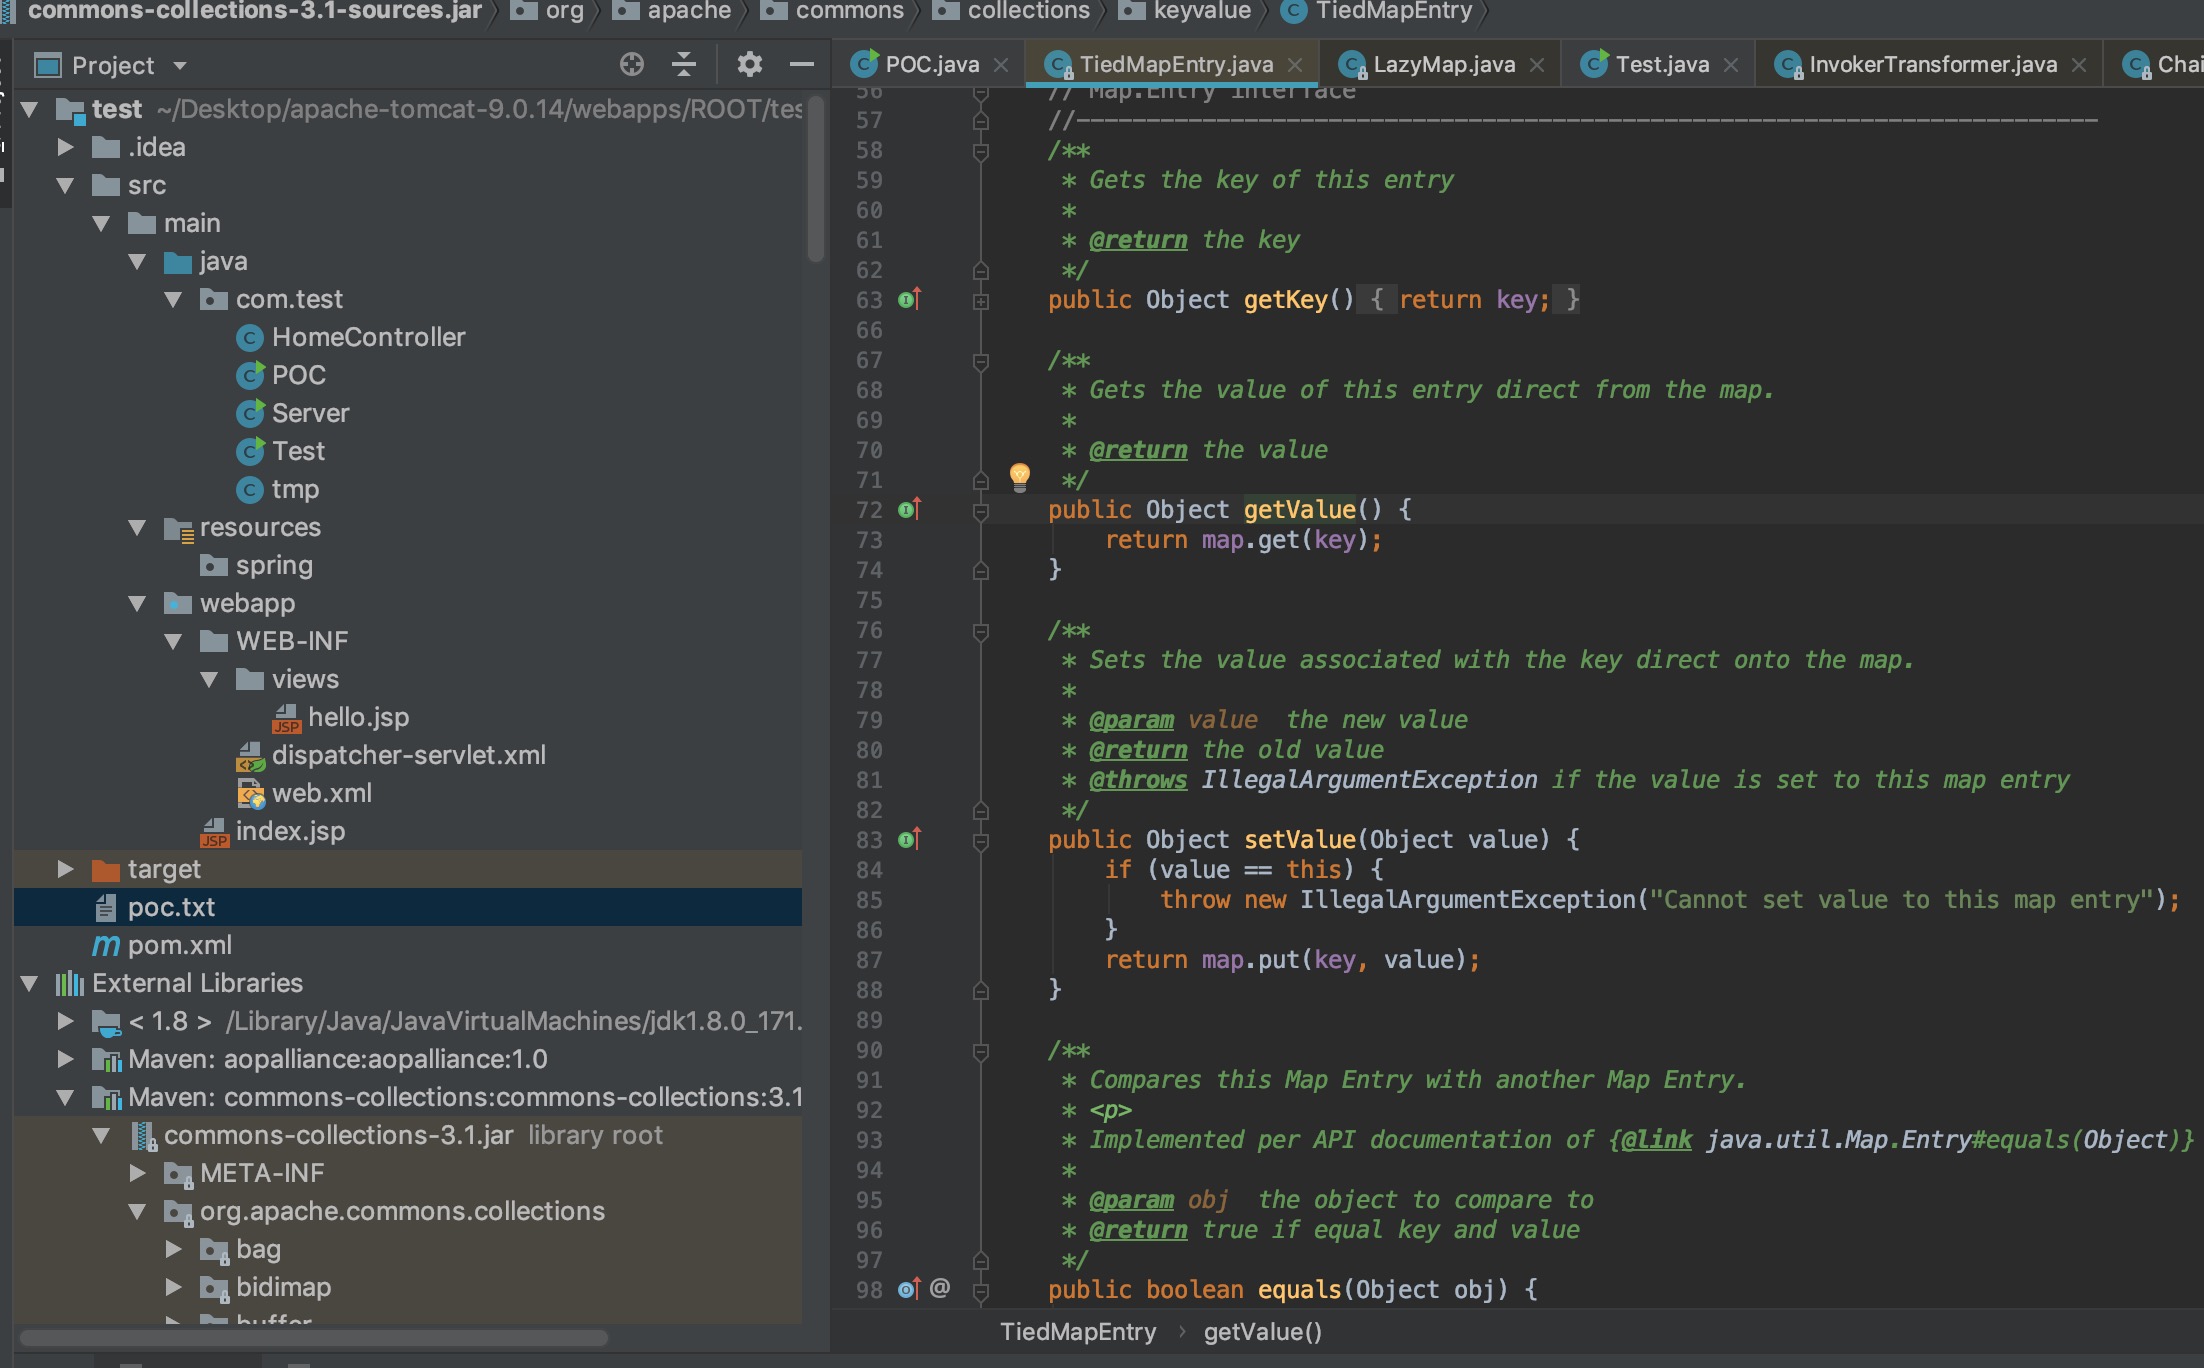 commons-collections-3.1-sources.jar org apache commons collections keyvalue TiedMapEntry
Project
test ~/Desktop/apache-tomcat-9.0.14/webapps/ROOT/tes
.idea
src
main
java
com.test
HomeController
POC
Server
Test
tmp
resources
spring
webapp
WEB-INF
views
hello.jsp
dispatcher-servlet.xml
web.xml
index.jsp
target
poc.txt
pom.xml
External Libraries
< 1.8 > /Library/Java/JavaVirtualMachines/jdk1.8.0_171.
Maven: aopalliance:aopalliance:1.0
Maven: commons-collections:commons-collections:3.1
commons-collections-3.1.jar library root
META-INF
org.apache.commons.collections
bag
bidimap
buffer
POC.java TiedMapEntry.java LazyMap.java Test.java InvokerTransformer.java Chai
56 // Map.Entry interface
57 //-------------------------------------------------------------------------
58 /**
59 * Gets the key of this entry
60 *
61 * @return the key
62 */
63 public Object getKey() { return key; }
66
67 /**
68 * Gets the value of this entry direct from the map.
69 *
70 * @return the value
71 */
72 public Object getValue() {
73 return map.get(key);
74 }
75
76 /**
77 * Sets the value associated with the key direct onto the map.
78 *
79 * @param value  the new value
80 * @return the old value
81 * @throws IllegalArgumentException if the value is set to this map entry
82 */
83 public Object setValue(Object value) {
84 if (value == this) {
85 throw new IllegalArgumentException("Cannot set value to this map entry");
86 }
87 return map.put(key, value);
88 }
89
90 /**
91 * Compares this Map Entry with another Map Entry.
92 * <p>
93 * Implemented per API documentation of {@link java.util.Map.Entry#equals(Object)}
94 *
95 * @param obj  the object to compare to
96 * @return true if equal key and value
97 */
98 @ public boolean equals(Object obj) {
TiedMapEntry › getValue()